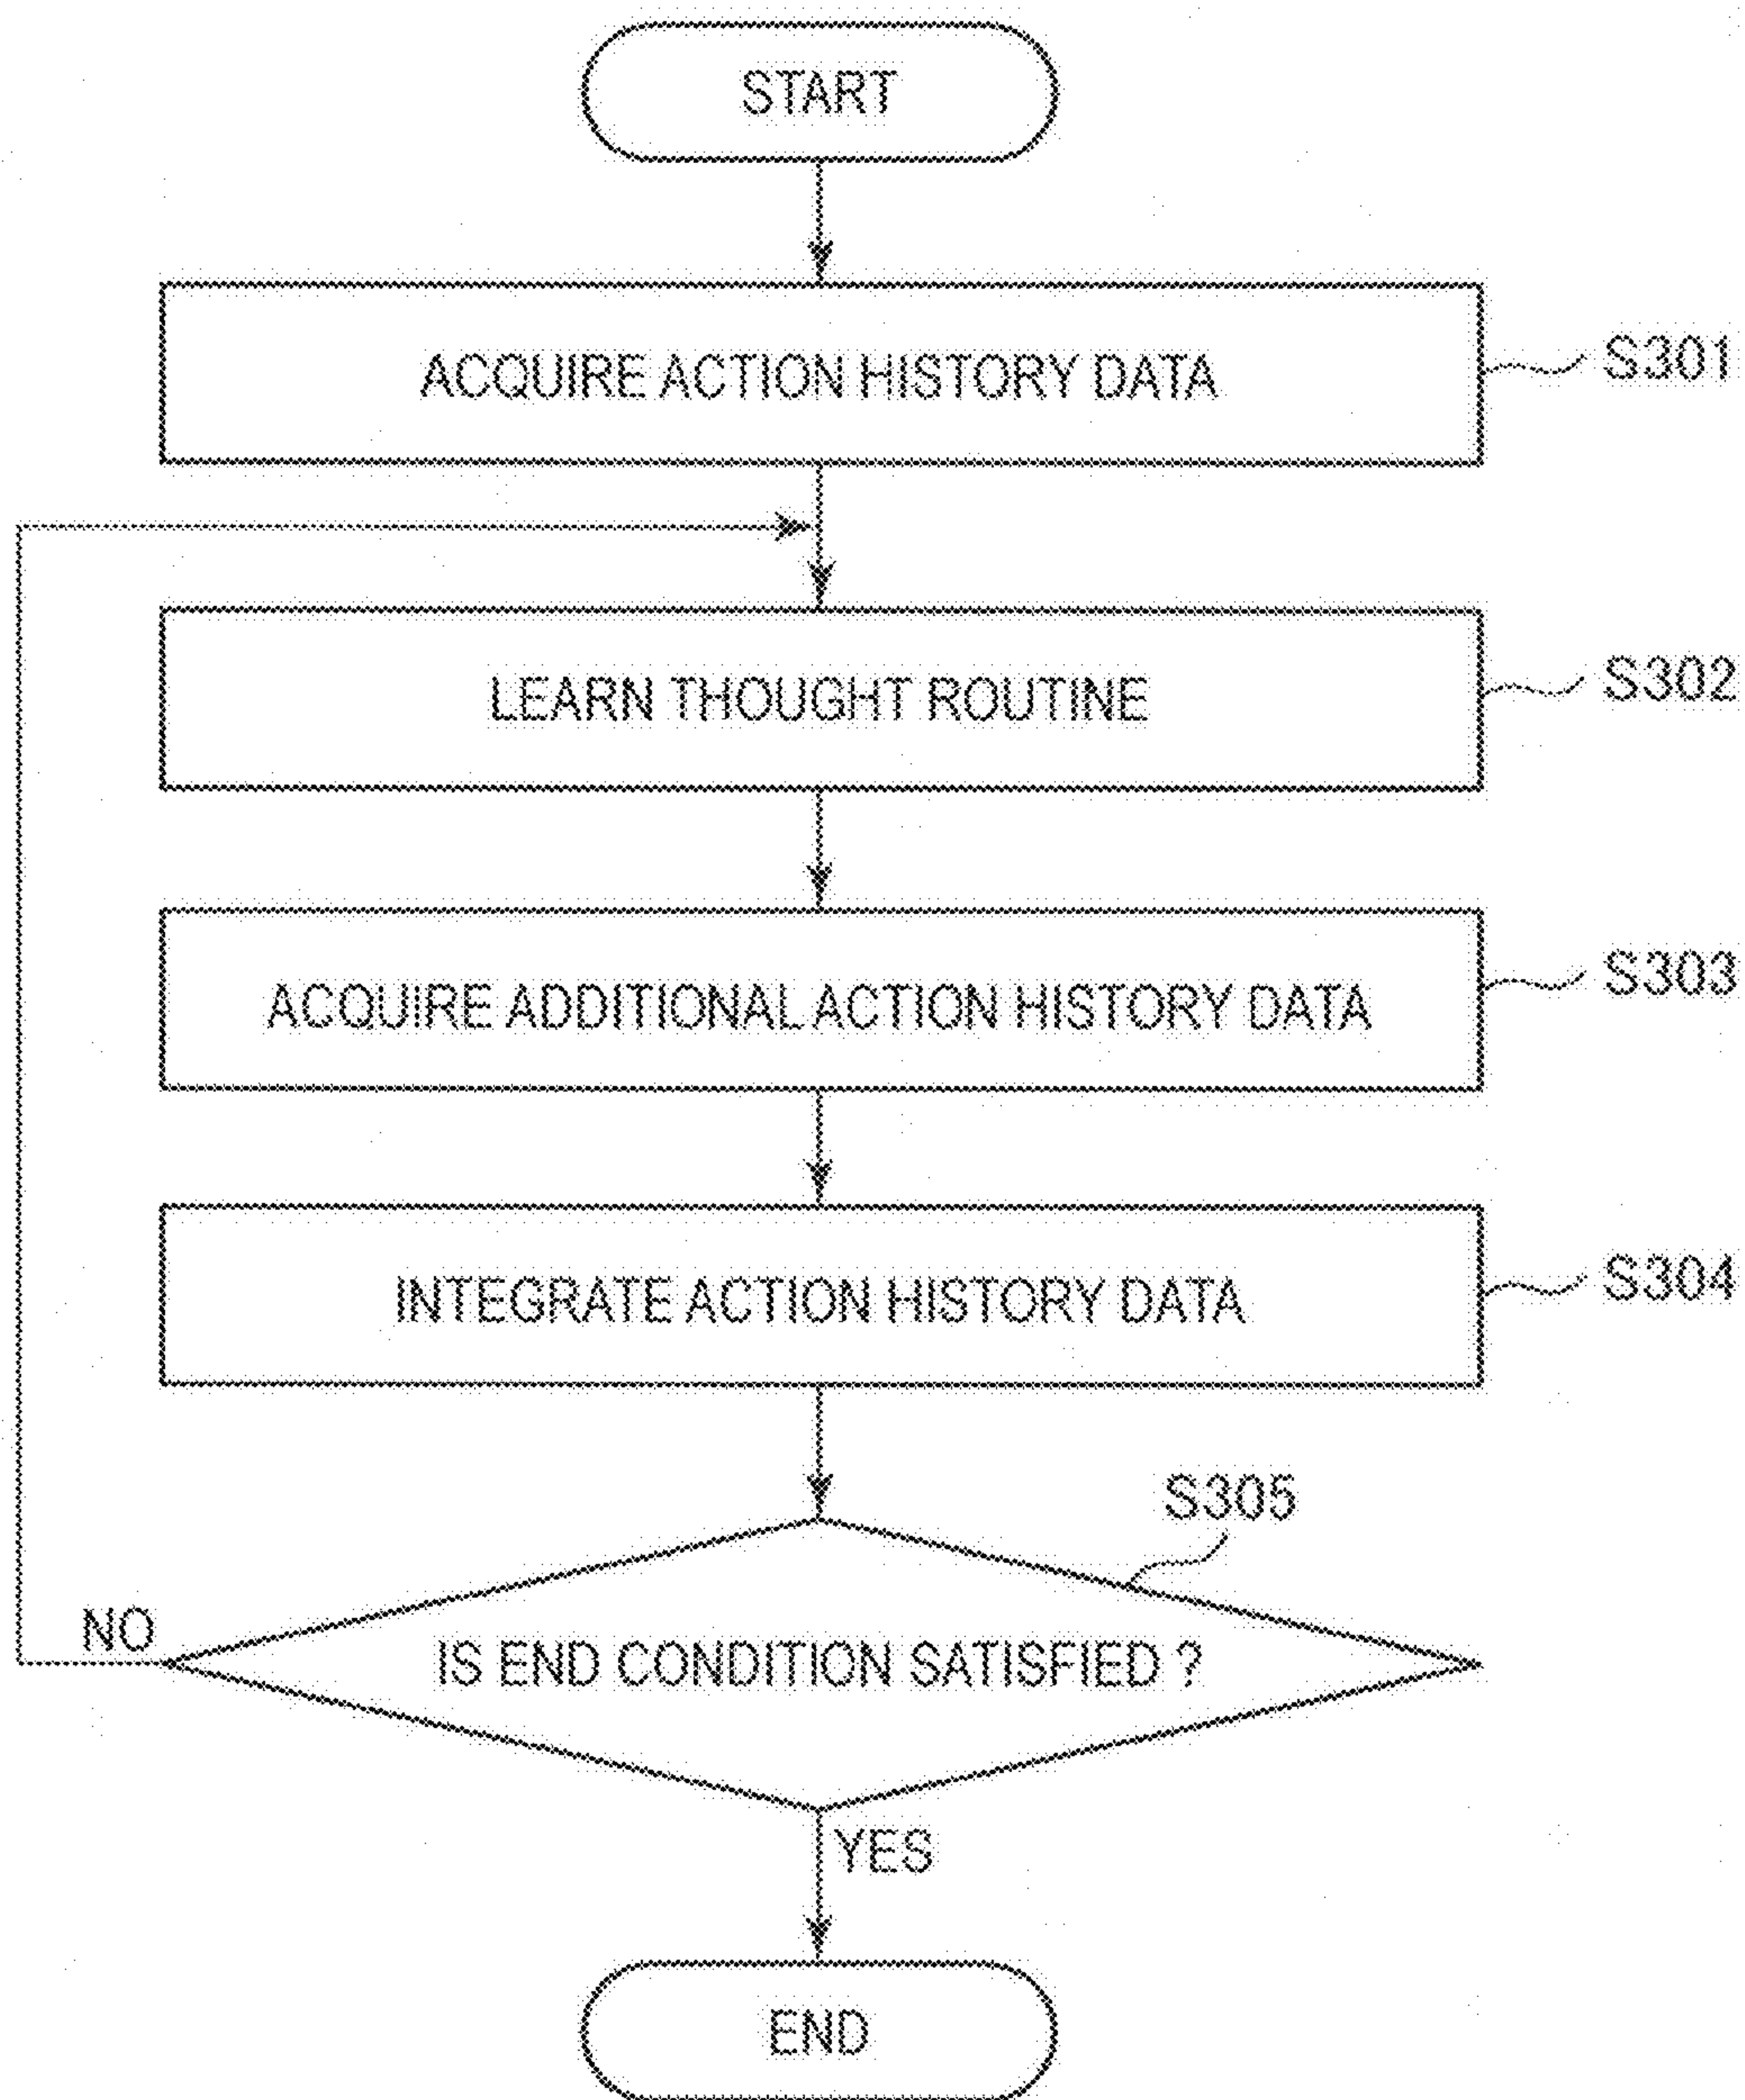 START
ACQUIRE ACTION HISTORY DATA
S301
LEARN THOUGHT ROUTINE
S302
ACQUIRE ADDITIONAL ACTION HISTORY DATA
S303
INTEGRATE ACTION HISTORY DATA
S304
S305
NO
IS END CONDITION SATISFIED ?
YES
END